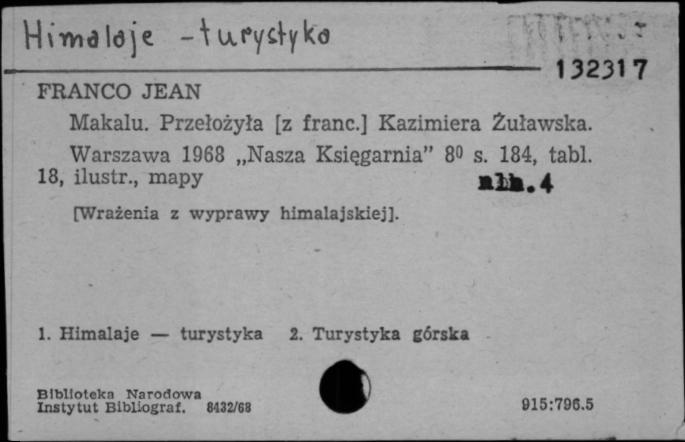 Himalaje - turystyka
132317
FRANCO JEAN
Makalu. Przełożyła [z franc.] Kazimiera Żuławska.
Warszawa 1968 „Nasza Księgarnia” 8⁰ s. 184, tabl.
18, ilustr., mapy nlb. 4
[Wrażenia z wyprawy himalajskiej].
1. Himalaje — turystyka 2. Turystyka górska
Biblioteka Narodowa
Instytut Bibliograf. 8432/68
915:796.5